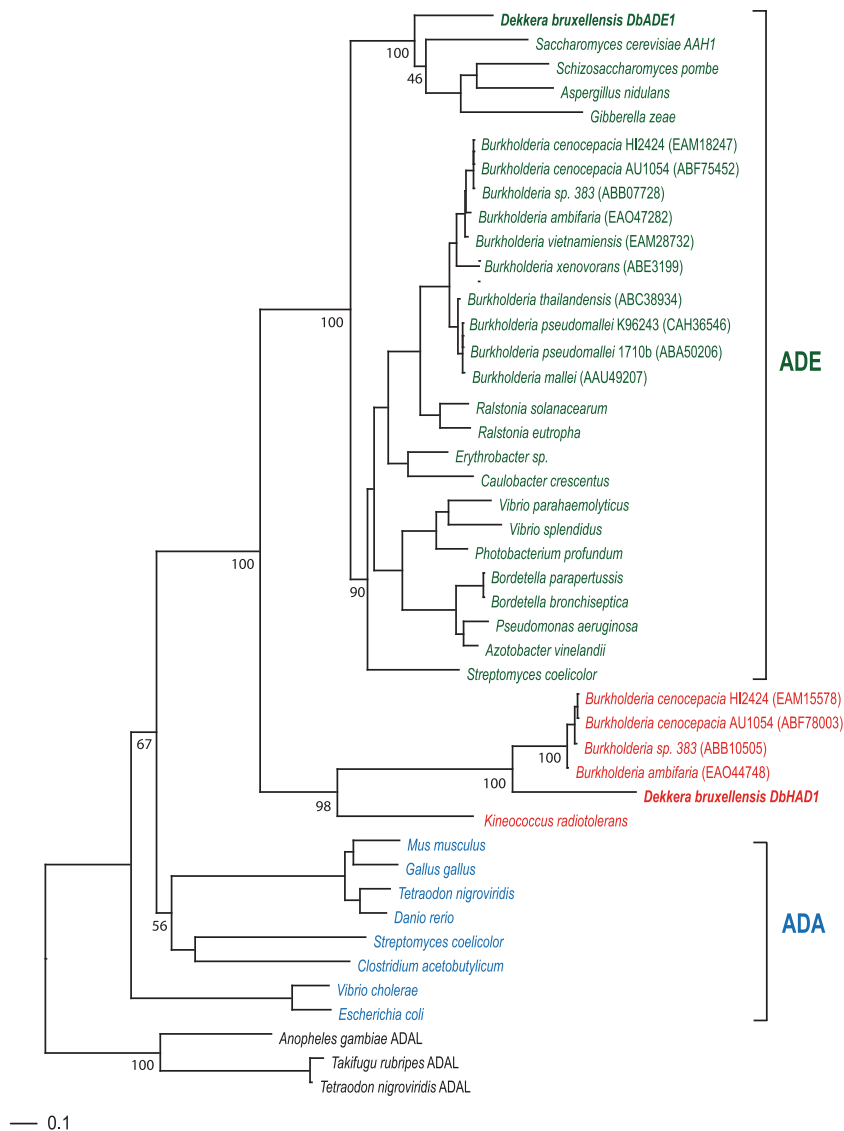 Dekkera bruxellensis DbADE1
100
Saccharomyces cerevisiae AAH1
Schizosaccharomyces pombe
46
Aspergillus nidulans
Gibberella zeae
Burkholderia cenocepacia HI2424 (EAM18247)
Burkholderia cenocepacia AU1054 (ABF75452)
Burkholderia sp. 383 (ABB07728)
Burkholderia ambifaria (EAO47282)
Burkholderia vietnamiensis (EAM28732)
Burkholderia xenovorans (ABE3199)
Burkholderia thailandensis (ABC38934)
100
Burkholderia pseudomallei K96243 (CAH36546)
Burkholderia pseudomallei 1710b (ABA50206)
ADE
Burkholderia mallei (AAU49207)
Ralstonia solanacearum
Ralstonia eutropha
Erythrobacter sp.
Caulobacter crescentus
Vibrio parahaemolyticus
Vibrio splendidus
Photobacterium profundum
100
Bordetella parapertussis
90
Bordetella bronchiseptica
Pseudomonas aeruginosa
Azotobacter vinelandii
Streptomyces coelicolor
Burkholderia cenocepacia HI2424 (EAM15578)
Burkholderia cenocepacia AU1054 (ABF78003)
67
Burkholderia sp. 383 (ABB10505)
100
Burkholderia ambifaria (EAO44748)
100
Dekkera bruxellensis DbHAD1
98
Kineococcus radiotolerans
Mus musculus
Gallus gallus
Tetraodon nigroviridis
Danio rerio
56
ADA
Streptomyces coelicolor
Clostridium acetobutylicum
Vibrio cholerae
Escherichia coli
Anopheles gambiae ADAL
100
Takifugu rubripes ADAL
Tetraodon nigroviridis ADAL
0.1